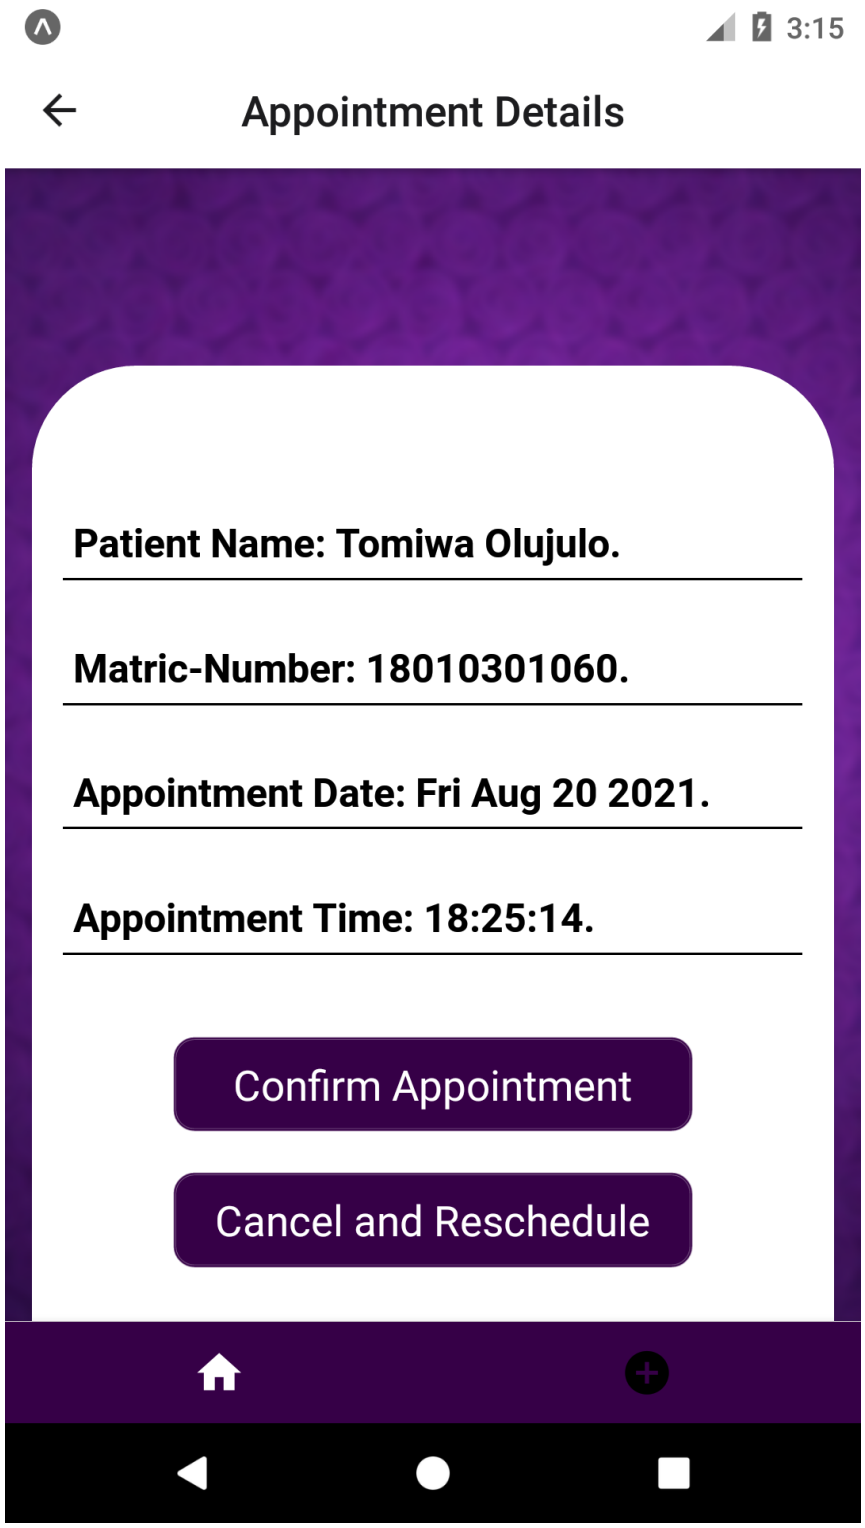 3:15
Appointment Details
Patient Name: Tomiwa Olujulo.
Matric-Number: 18010301060.
Appointment Date: Fri Aug 20 2021.
Appointment Time: 18:25:14.
Confirm Appointment
Cancel and Reschedule